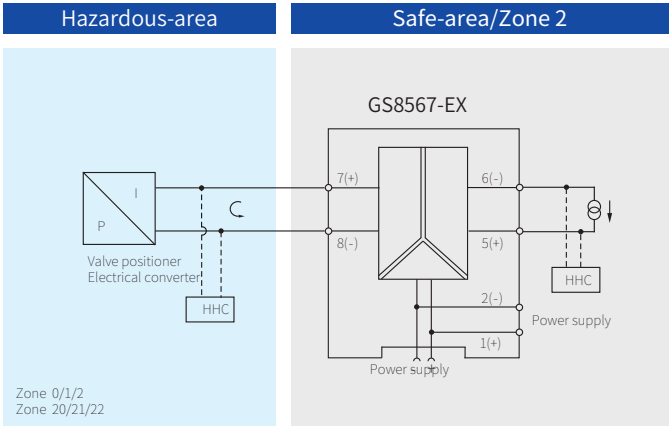 Hazardous-area
Safe-area/Zone 2
GS8567-EX
7(+)
6(-)
I
P
8(-)
5(+)
Valve positioner
Electrical converter
HHC
HHC
2(-)
Power supply
1(+)
Power supply
- +
Zone 0/1/2
Zone 20/21/22